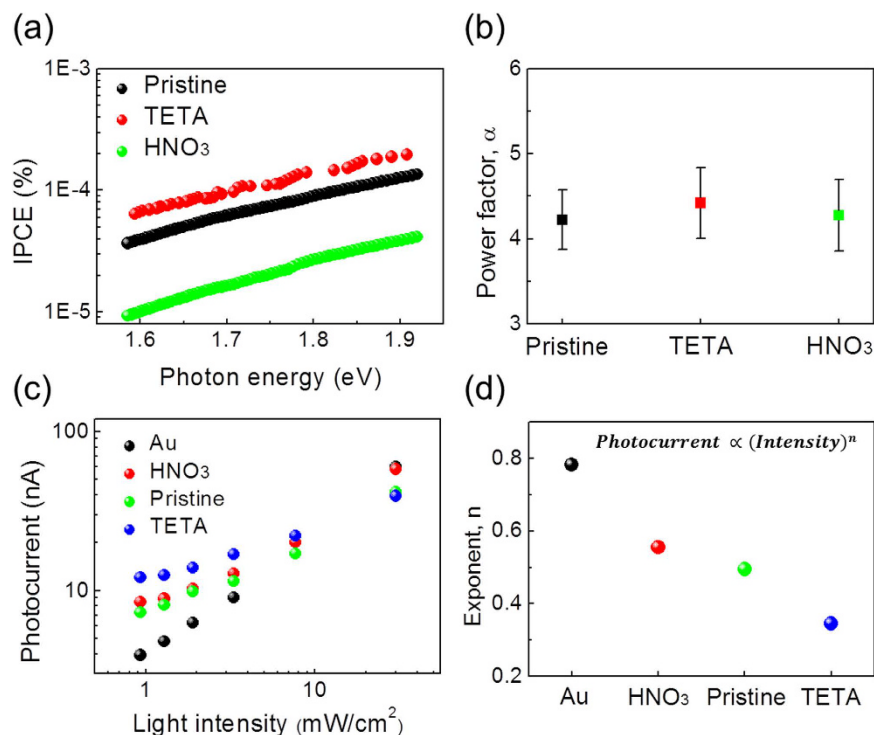 (a)
1E-3
1E-4
1E-5
IPCE (%)
Pristine
TETA
HNO₃
1.6 1.7 1.8 1.9
Photon energy (eV)
(b)
6
5
4
3
Power factor, α
Pristine TETA HNO₃
(c)
100
10
Photocurrent (nA)
Au
HNO₃
Pristine
TETA
1 10
Light intensity (mW/cm²)
(d)
0.8
0.6
0.4
0.2
Exponent, n
Photocurrent ∝ (Intensity)ⁿ
Au HNO₃ Pristine TETA